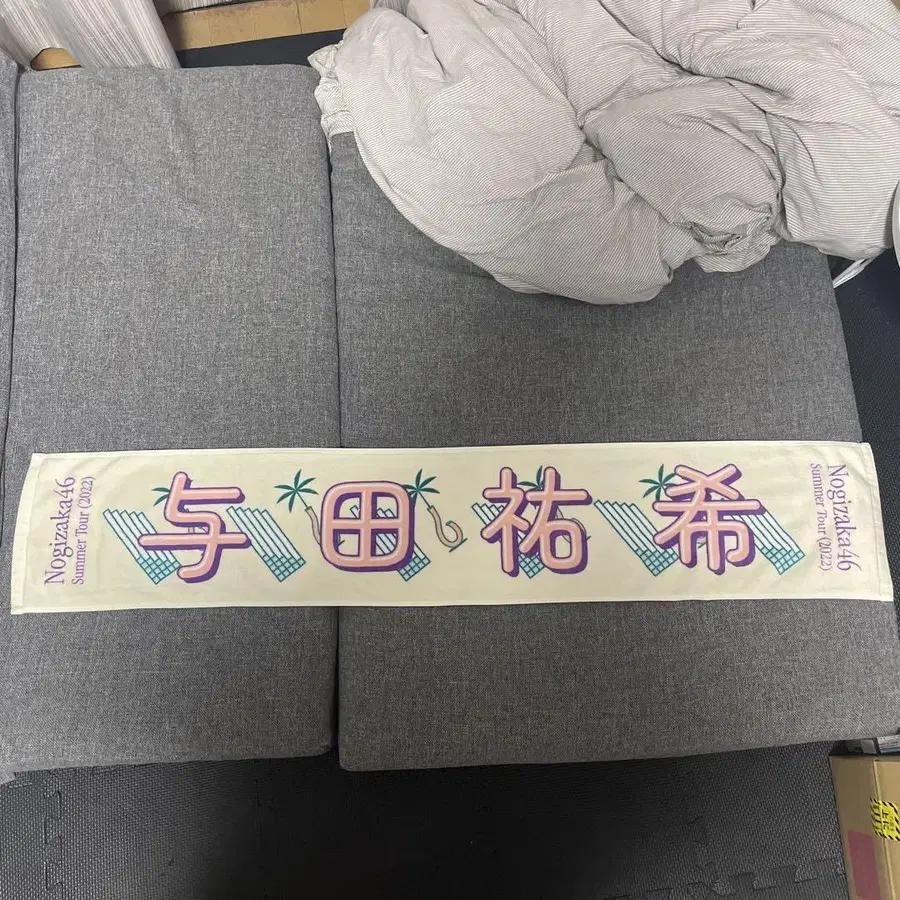 Nogizaka46
Summer Tour (2022)
与田祐希
Nogizaka46
Summer Tour (2022)